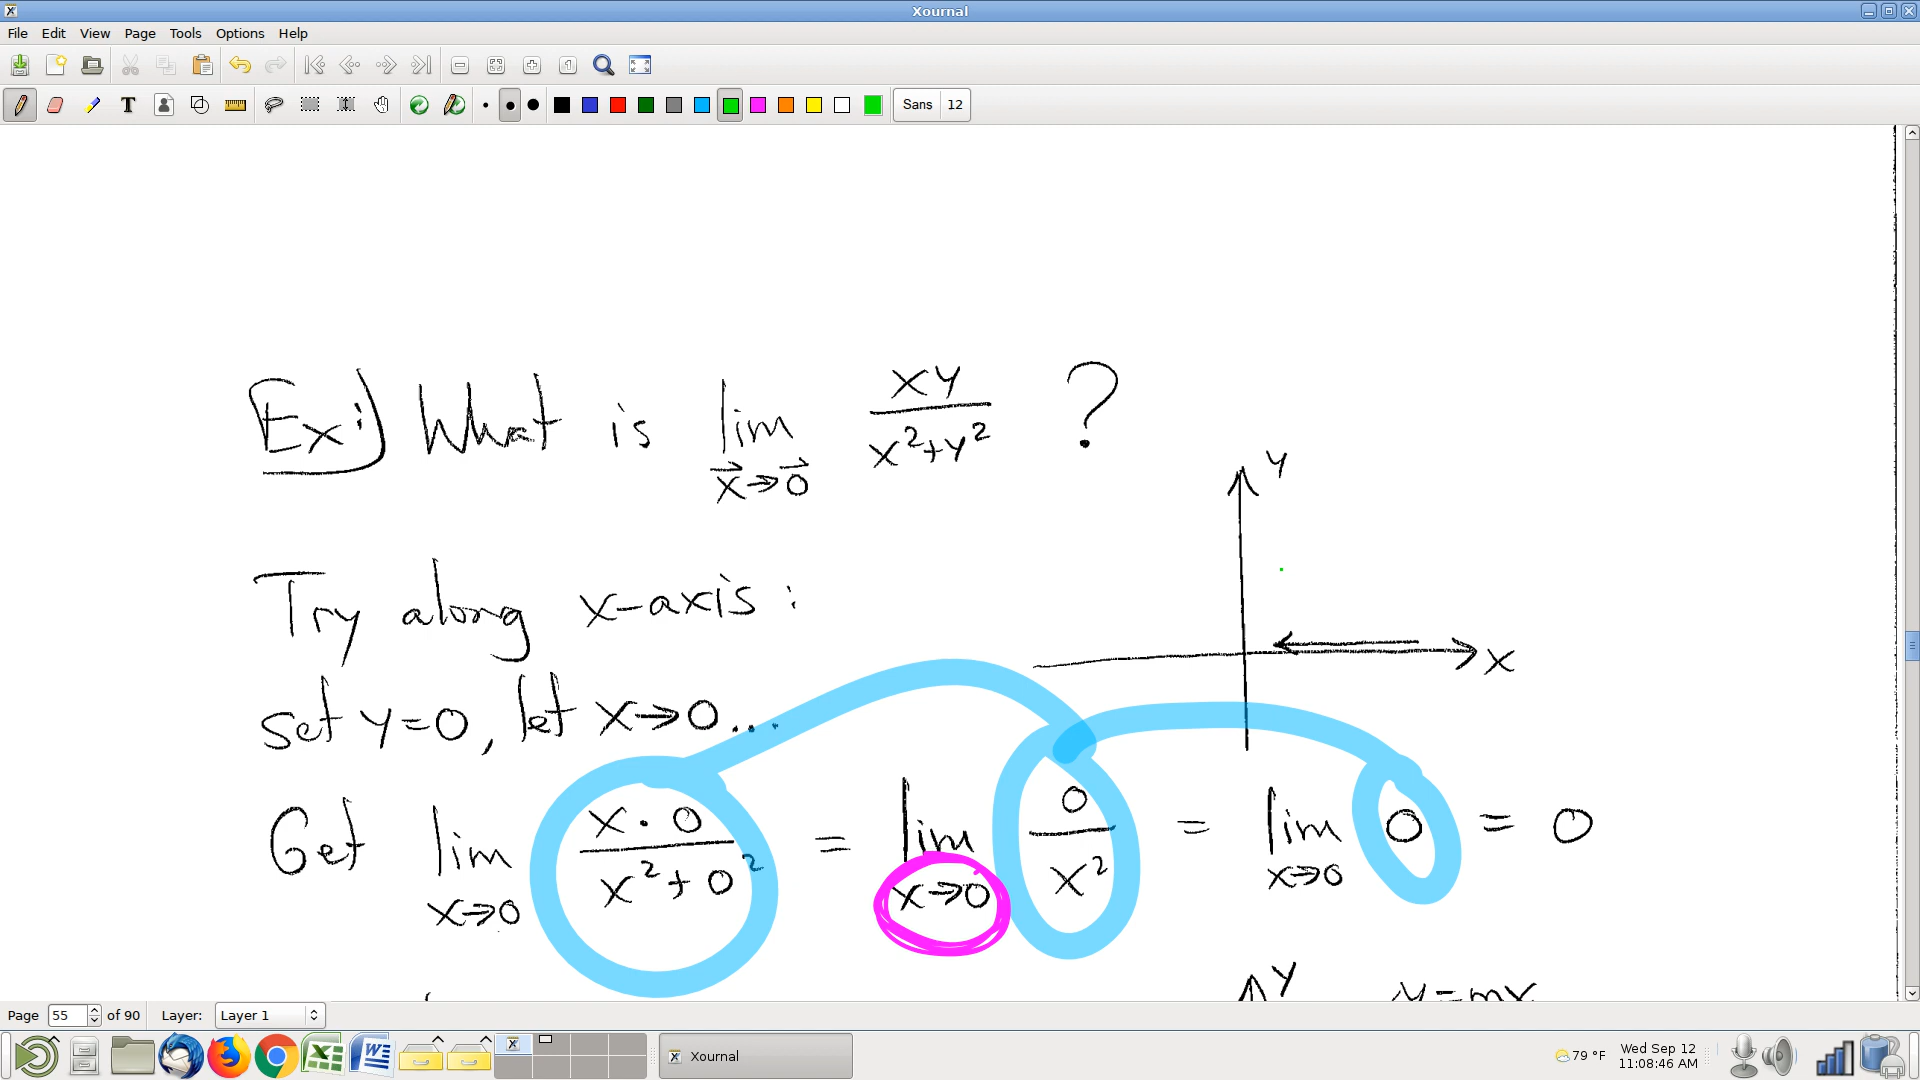 Xournal
File Edit View Page Tools Options Help
T Sans 12
Ex:) What is lim x⃗→0⃗ xy/(x²+y²) ?
y
Try along x-axis:
x
set y=0, let x→0...
Get lim x→0 (x·0)/(x²+0²) = lim x→0 0/x² = lim x→0 0 = 0
y y=mx
Page 55 of 90 Layer: Layer 1
Xournal
79 °F Wed Sep 12
11:08:46 AM